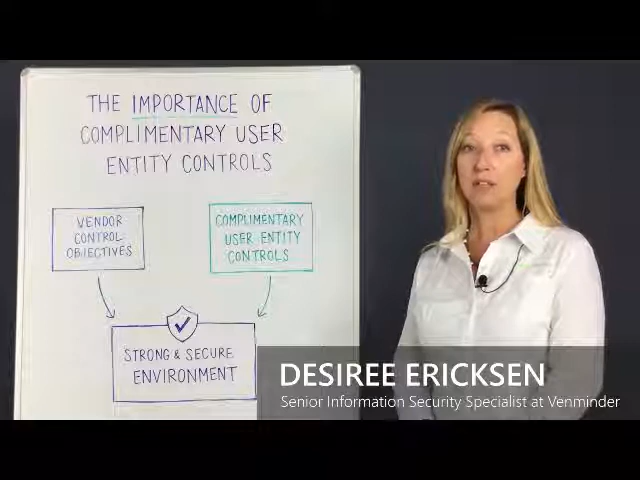 THE IMPORTANCE OF
COMPLIMENTARY USER
ENTITY CONTROLS
VENDOR
CONTROL
OBJECTIVES
COMPLIMENTARY
USER ENTITY
CONTROLS
STRONG & SECURE
ENVIRONMENT
DESIREE ERICKSEN
Senior Information Security Specialist at Venminder